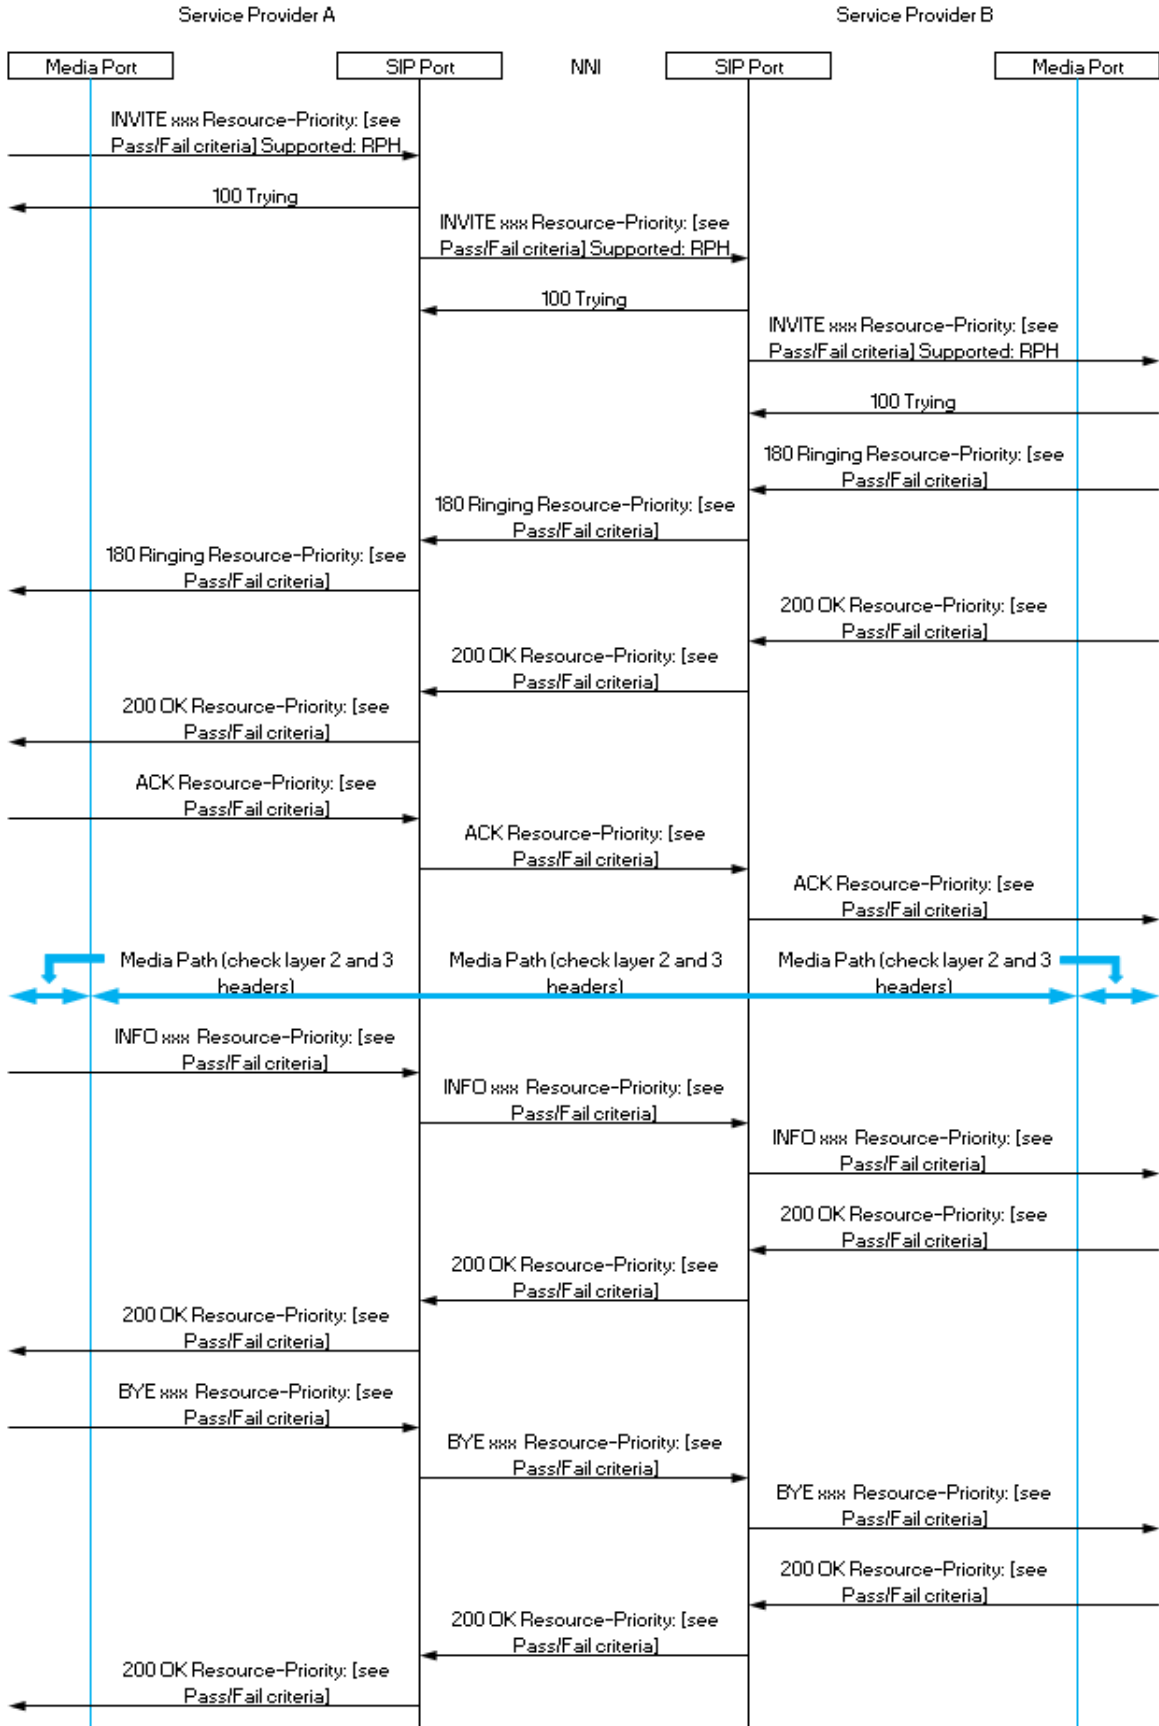 Service Provider A
Service Provider B
Media Port
SIP Port
NNI
SIP Port
Media Port
INVITE xxx Resource-Priority: [see
Pass/Fail criteria] Supported: RPH
100 Trying
INVITE xxx Resource-Priority: [see
Pass/Fail criteria] Supported: RPH
100 Trying
INVITE xxx Resource-Priority: [see
Pass/Fail criteria] Supported: RPH
100 Trying
180 Ringing Resource-Priority: [see
Pass/Fail criteria]
180 Ringing Resource-Priority: [see
Pass/Fail criteria]
180 Ringing Resource-Priority: [see
Pass/Fail criteria]
200 OK Resource-Priority: [see
Pass/Fail criteria]
200 OK Resource-Priority: [see
Pass/Fail criteria]
200 OK Resource-Priority: [see
Pass/Fail criteria]
ACK Resource-Priority: [see
Pass/Fail criteria]
ACK Resource-Priority: [see
Pass/Fail criteria]
ACK Resource-Priority: [see
Pass/Fail criteria]
Media Path (check layer 2 and 3
headers)
Media Path (check layer 2 and 3
headers)
Media Path (check layer 2 and 3
headers)
INFO xxx Resource-Priority: [see
Pass/Fail criteria]
INFO xxx Resource-Priority: [see
Pass/Fail criteria]
INFO xxx Resource-Priority: [see
Pass/Fail criteria]
200 OK Resource-Priority: [see
Pass/Fail criteria]
200 OK Resource-Priority: [see
Pass/Fail criteria]
200 OK Resource-Priority: [see
Pass/Fail criteria]
BYE xxx Resource-Priority: [see
Pass/Fail criteria]
BYE xxx Resource-Priority: [see
Pass/Fail criteria]
BYE xxx Resource-Priority: [see
Pass/Fail criteria]
200 OK Resource-Priority: [see
Pass/Fail criteria]
200 OK Resource-Priority: [see
Pass/Fail criteria]
200 OK Resource-Priority: [see
Pass/Fail criteria]